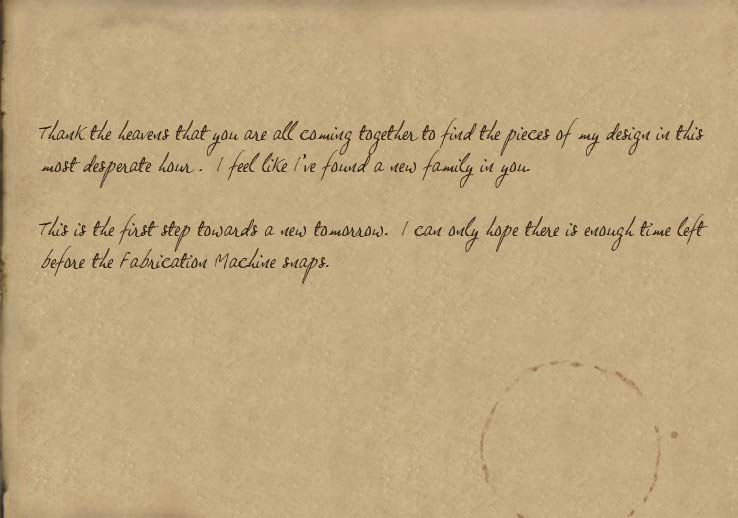 Thank the heavens that you are all coming together to find the pieces of my design in this
most desperate hour. I feel like I've found a new family in you.
This is the first step towards a new tomorrow. I can only hope there is enough time left
before the Fabrication Machine snaps.